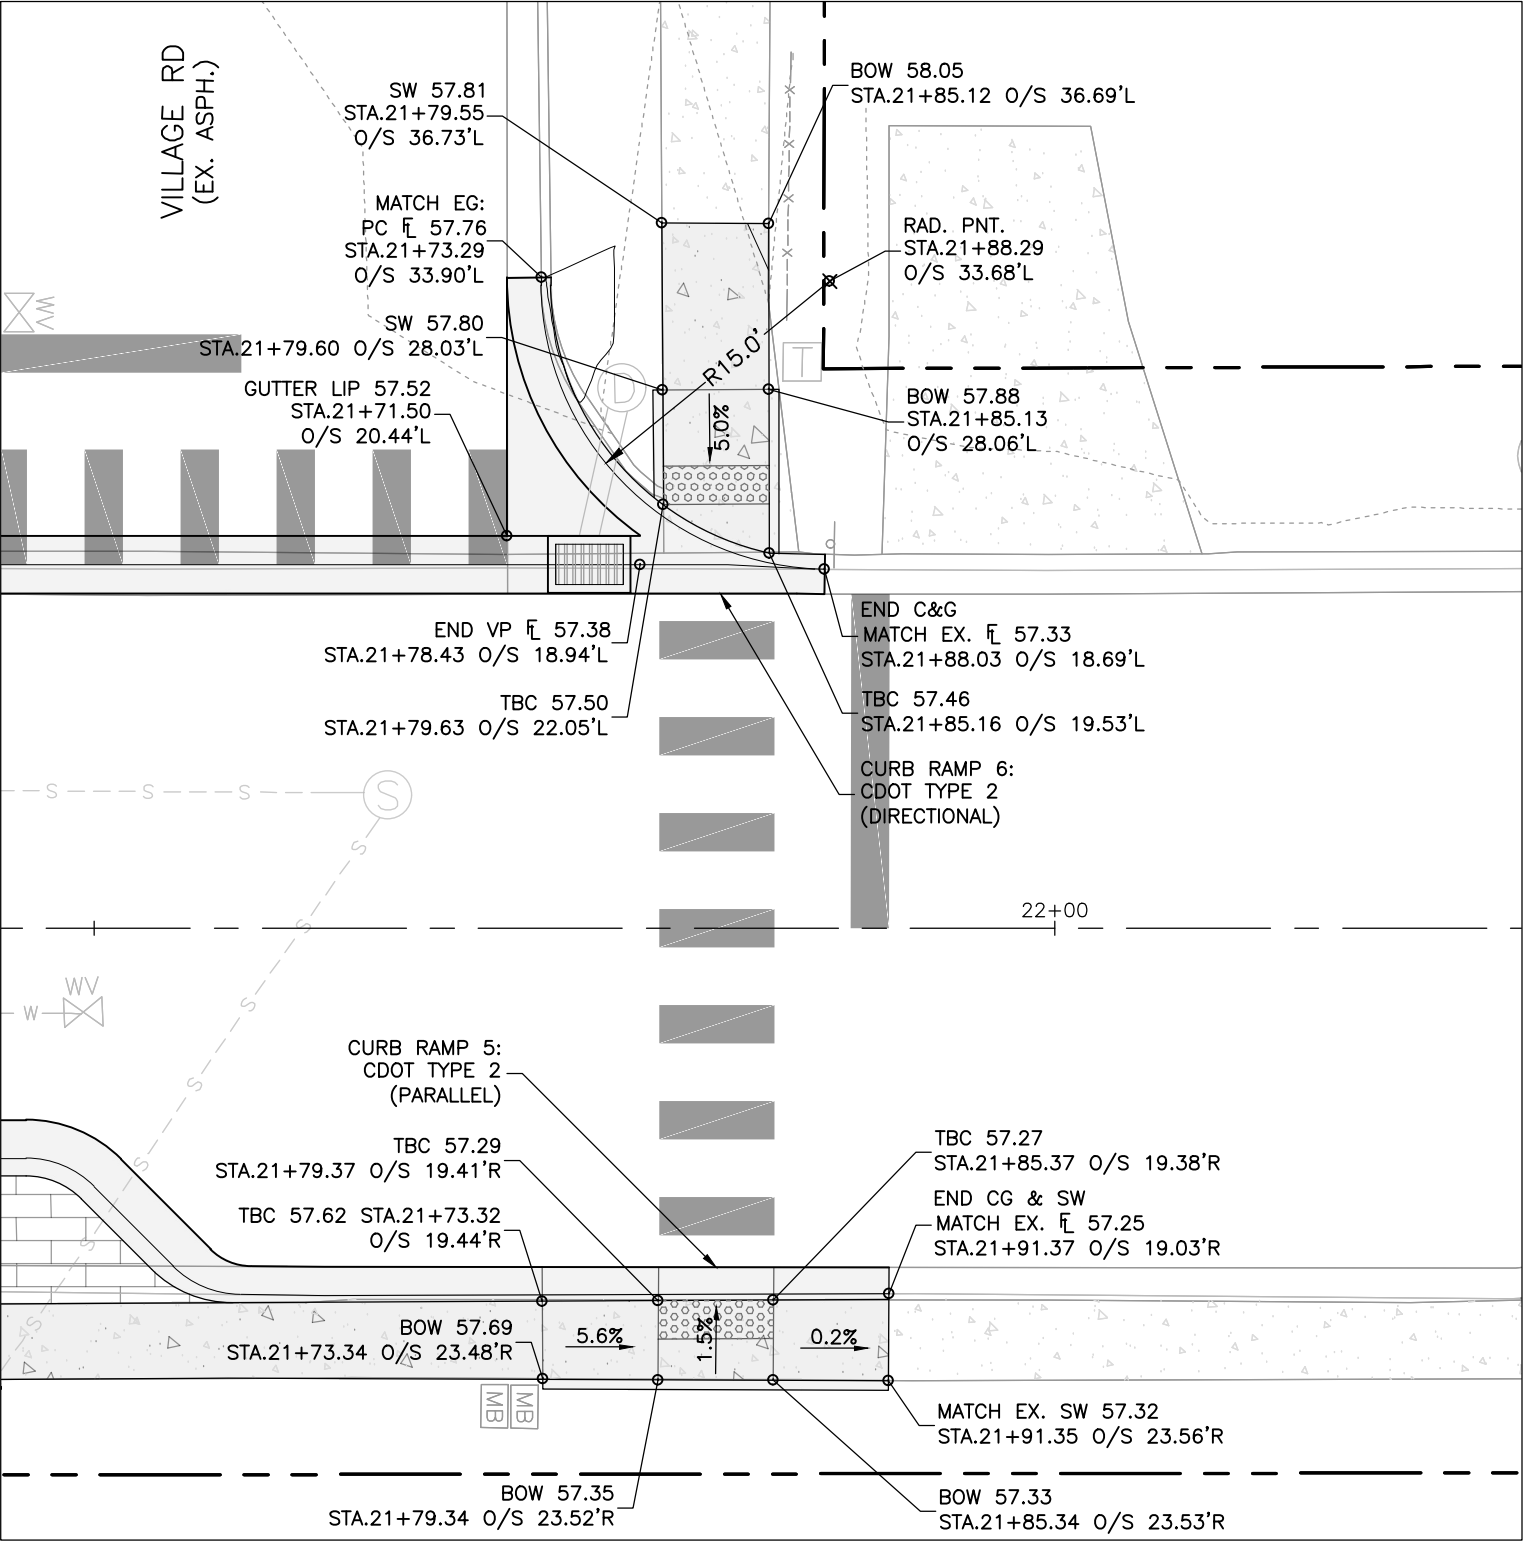 VILLAGE RD
(EX. ASPH.)
SW 57.81
STA.21+79.55
O/S 36.73'L
BOW 58.05
STA.21+85.12 O/S 36.69'L
MATCH EG:
PC FL 57.76
STA.21+73.29
O/S 33.90'L
RAD. PNT.
STA.21+88.29
O/S 33.68'L
WV
SW 57.80
STA.21+79.60 O/S 28.03'L
R15.0'
T
D
GUTTER LIP 57.52
STA.21+71.50
O/S 20.44'L
5.0%
BOW 57.88
STA.21+85.13
O/S 28.06'L
END VP FL 57.38
STA.21+78.43 O/S 18.94'L
END C&G
MATCH EX. FL 57.33
STA.21+88.03 O/S 18.69'L
TBC 57.50
STA.21+79.63 O/S 22.05'L
TBC 57.46
STA.21+85.16 O/S 19.53'L
CURB RAMP 6:
CDOT TYPE 2
(DIRECTIONAL)
S S S S
S
S
S
S
S
S
S
22+00
WV
W
CURB RAMP 5:
CDOT TYPE 2
(PARALLEL)
TBC 57.29
STA.21+79.37 O/S 19.41'R
TBC 57.27
STA.21+85.37 O/S 19.38'R
TBC 57.62 STA.21+73.32
O/S 19.44'R
END CG & SW
MATCH EX. FL 57.25
STA.21+91.37 O/S 19.03'R
BOW 57.69
STA.21+73.34 O/S 23.48'R
5.6%
1.5%
0.2%
MB MB
MATCH EX. SW 57.32
STA.21+91.35 O/S 23.56'R
BOW 57.35
STA.21+79.34 O/S 23.52'R
BOW 57.33
STA.21+85.34 O/S 23.53'R